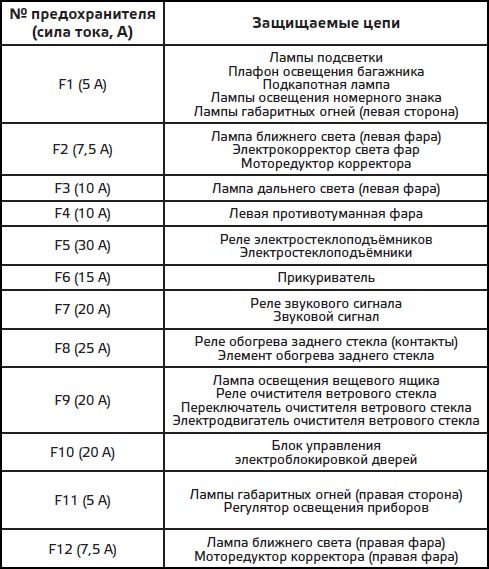 № предохранителя
(сила тока, А)
Защищаемые цепи
F1 (5 А)
Лампы подсветки
Плафон освещения багажника
Подкапотная лампа
Лампы освещения номерного знака
Лампы габаритных огней (левая сторона)
F2 (7,5 А)
Лампа ближнего света (левая фара)
Электрокорректор света фар
Моторедуктор корректора
F3 (10 А)
Лампа дальнего света (левая фара)
F4 (10 А)
Левая противотуманная фара
F5 (30 А)
Реле электростеклоподъёмников
Электостеклоподъёмники
F6 (15 А)
Прикуриватель
F7 (20 А)
Реле звукового сигнала
Звуковой сигнал
F8 (25 А)
Реле обогрева заднего стекла (контакты)
Элемент обогрева заднего стекла
F9 (20 А)
Лампа освещения вещевого ящика
Реле очистителя ветрового стекла
Переключатель очистителя ветрового стекла
Электродвигатель очистителя ветрового стекла
F10 (20 А)
Блок управления
электроблокировкой дверей
F11 (5 А)
Лампы габаритных огней (правая сторона)
Регулятор освещения приборов
F12 (7,5 А)
Лампа ближнего света (правая фара)
Моторедуктор корректора (правая фара)